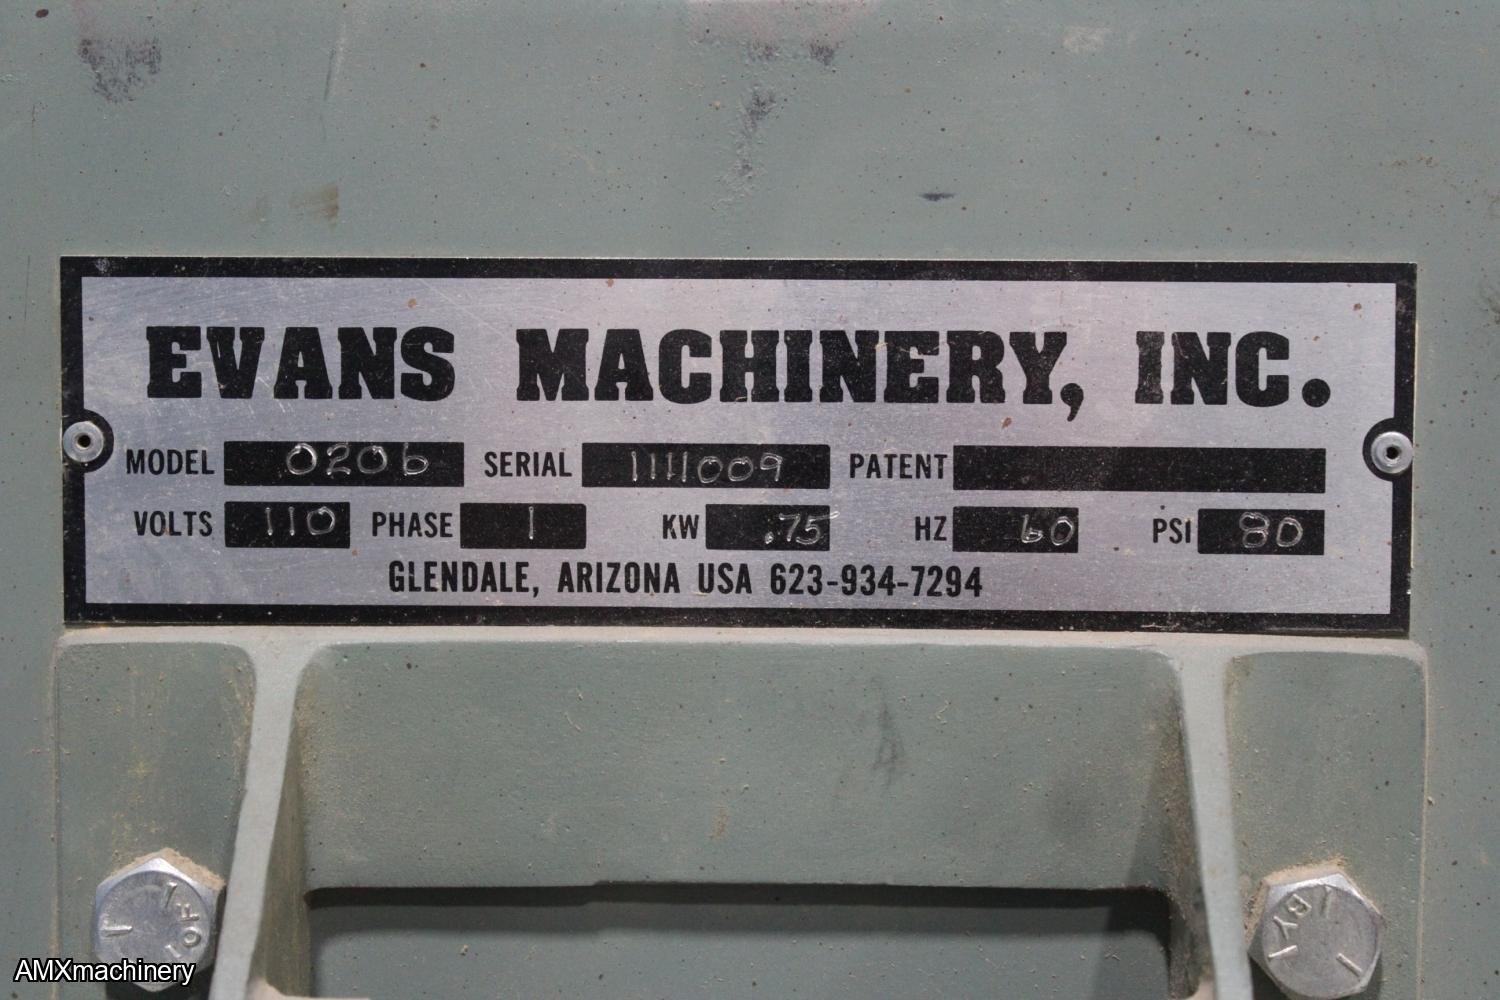 EVANS MACHINERY, INC.
MODEL 0206 SERIAL 1111009 PATENT
VOLTS 110 PHASE 1 KW .75 HZ 60 PSI 80
GLENDALE, ARIZONA USA 623-934-7294
BY
AMXmachinery